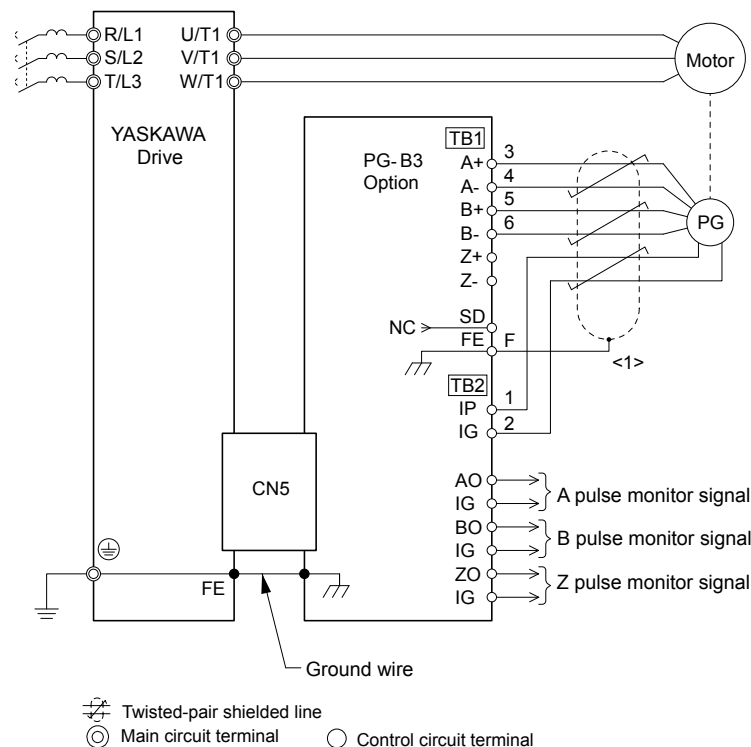 R/L1 U/T1
S/L2 V/T1
T/L3 W/T1
Motor
YASKAWA
Drive
PG-B3
Option
TB1
A+ 3
A- 4
B+ 5
B- 6
Z+
Z-
PG
NC SD
FE F
<1>
TB2
IP 1
IG 2
CN5
AO
IG
A pulse monitor signal
BO
IG
B pulse monitor signal
ZO
IG
Z pulse monitor signal
FE
Ground wire
Twisted-pair shielded line
Main circuit terminal
Control circuit terminal